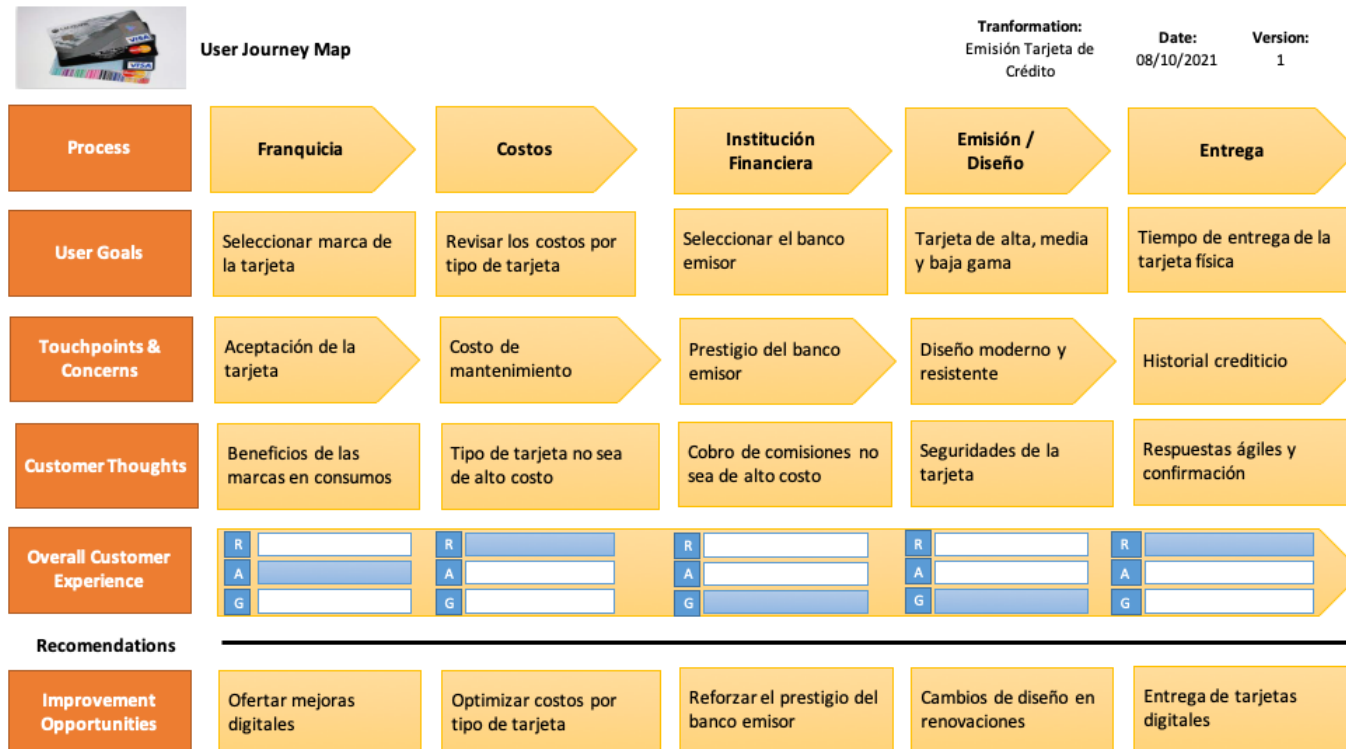 VISA
VISA
User Journey Map
Tranformation:
Emisión Tarjeta de
Crédito
Date:
08/10/2021
Version:
1
Process
Franquicia
Costos
Institución
Financiera
Emisión /
Diseño
Entrega
User Goals
Seleccionar marca de
la tarjeta
Revisar los costos por
tipo de tarjeta
Seleccionar el banco
emisor
Tarjeta de alta, media
y baja gama
Tiempo de entrega de la
tarjeta física
Touchpoints &
Concerns
Aceptación de la
tarjeta
Costo de
mantenimiento
Prestigio del banco
emisor
Diseño moderno y
resistente
Historial crediticio
Customer Thoughts
Beneficios de las
marcas en consumos
Tipo de tarjeta no sea
de alto costo
Cobro de comisiones no
sea de alto costo
Seguridades de la
tarjeta
Respuestas ágiles y
confirmación
Overall Customer
Experience
R
A
G
R
A
G
R
A
G
R
A
G
R
A
G
Recomendations
Improvement
Opportunities
Ofertar mejoras
digitales
Optimizar costos por
tipo de tarjeta
Reforzar el prestigio del
banco emisor
Cambios de diseño en
renovaciones
Entrega de tarjetas
digitales